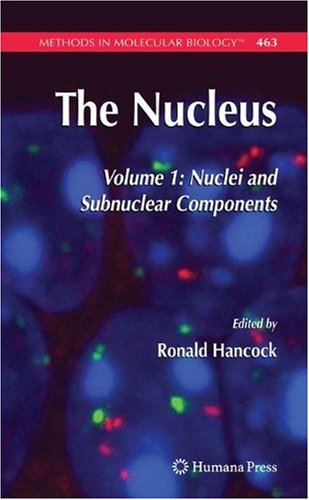 METHODS IN MOLECULAR BIOLOGY™ 463
The Nucleus
Volume 1: Nuclei and
Subnuclear Components
Edited by
Ronald Hancock
Humana Press